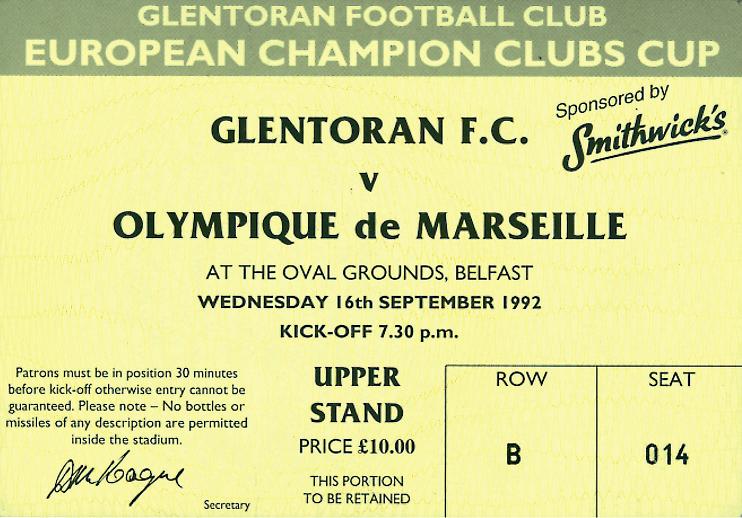 GLENTORAN FOOTBALL CLUB
EUROPEAN CHAMPION CLUBS CUP
Sponsored by
Smithwick's
GLENTORAN F.C.
v
OLYMPIQUE de MARSEILLE
AT THE OVAL GROUNDS, BELFAST
WEDNESDAY 16th SEPTEMBER 1992
KICK-OFF 7.30 p.m.
Patrons must be in position 30 minutes
before kick-off otherwise entry cannot be
guaranteed. Please note – No bottles or
missiles of any description are permitted
inside the stadium.
Secretary
UPPER
STAND
PRICE £10.00
THIS PORTION
TO BE RETAINED
ROW
B
SEAT
014